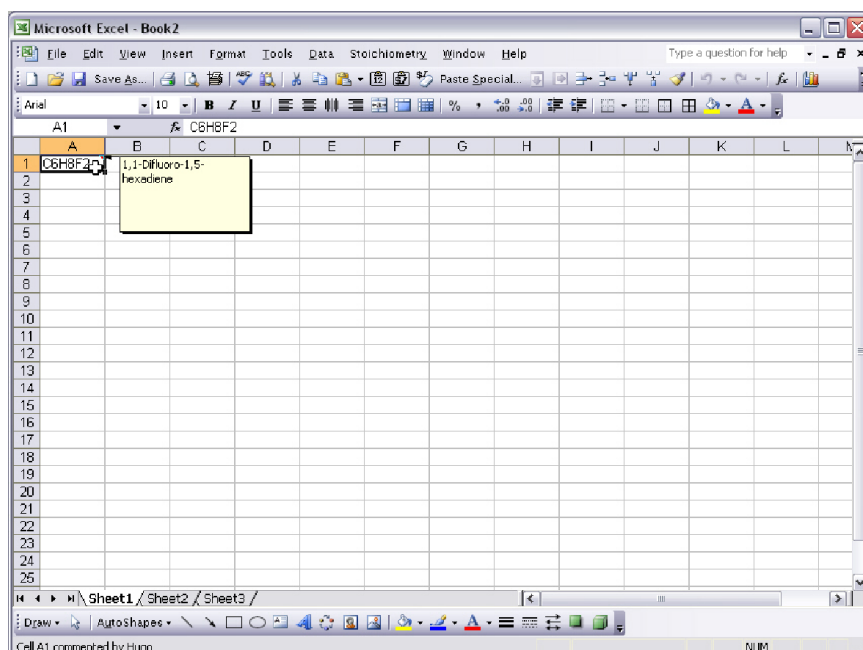 Microsoft Excel - Book2
File Edit View Insert Format Tools Data Stoichiometry Window Help Type a question for help
Save As... Paste Special...
Arial 10 B I U % ,
A1 fx C6H8F2
A B C D E F G H I J K L
1 C6H8F2 1,1-Difluoro-1,5-
2 hexadiene
3
4
5
6
7
8
9
10
11
12
13
14
15
16
17
18
19
20
21
22
23
24
25
Sheet1 / Sheet2 / Sheet3 /
Draw AutoShapes
Cell A1 commented by Hugo NUM